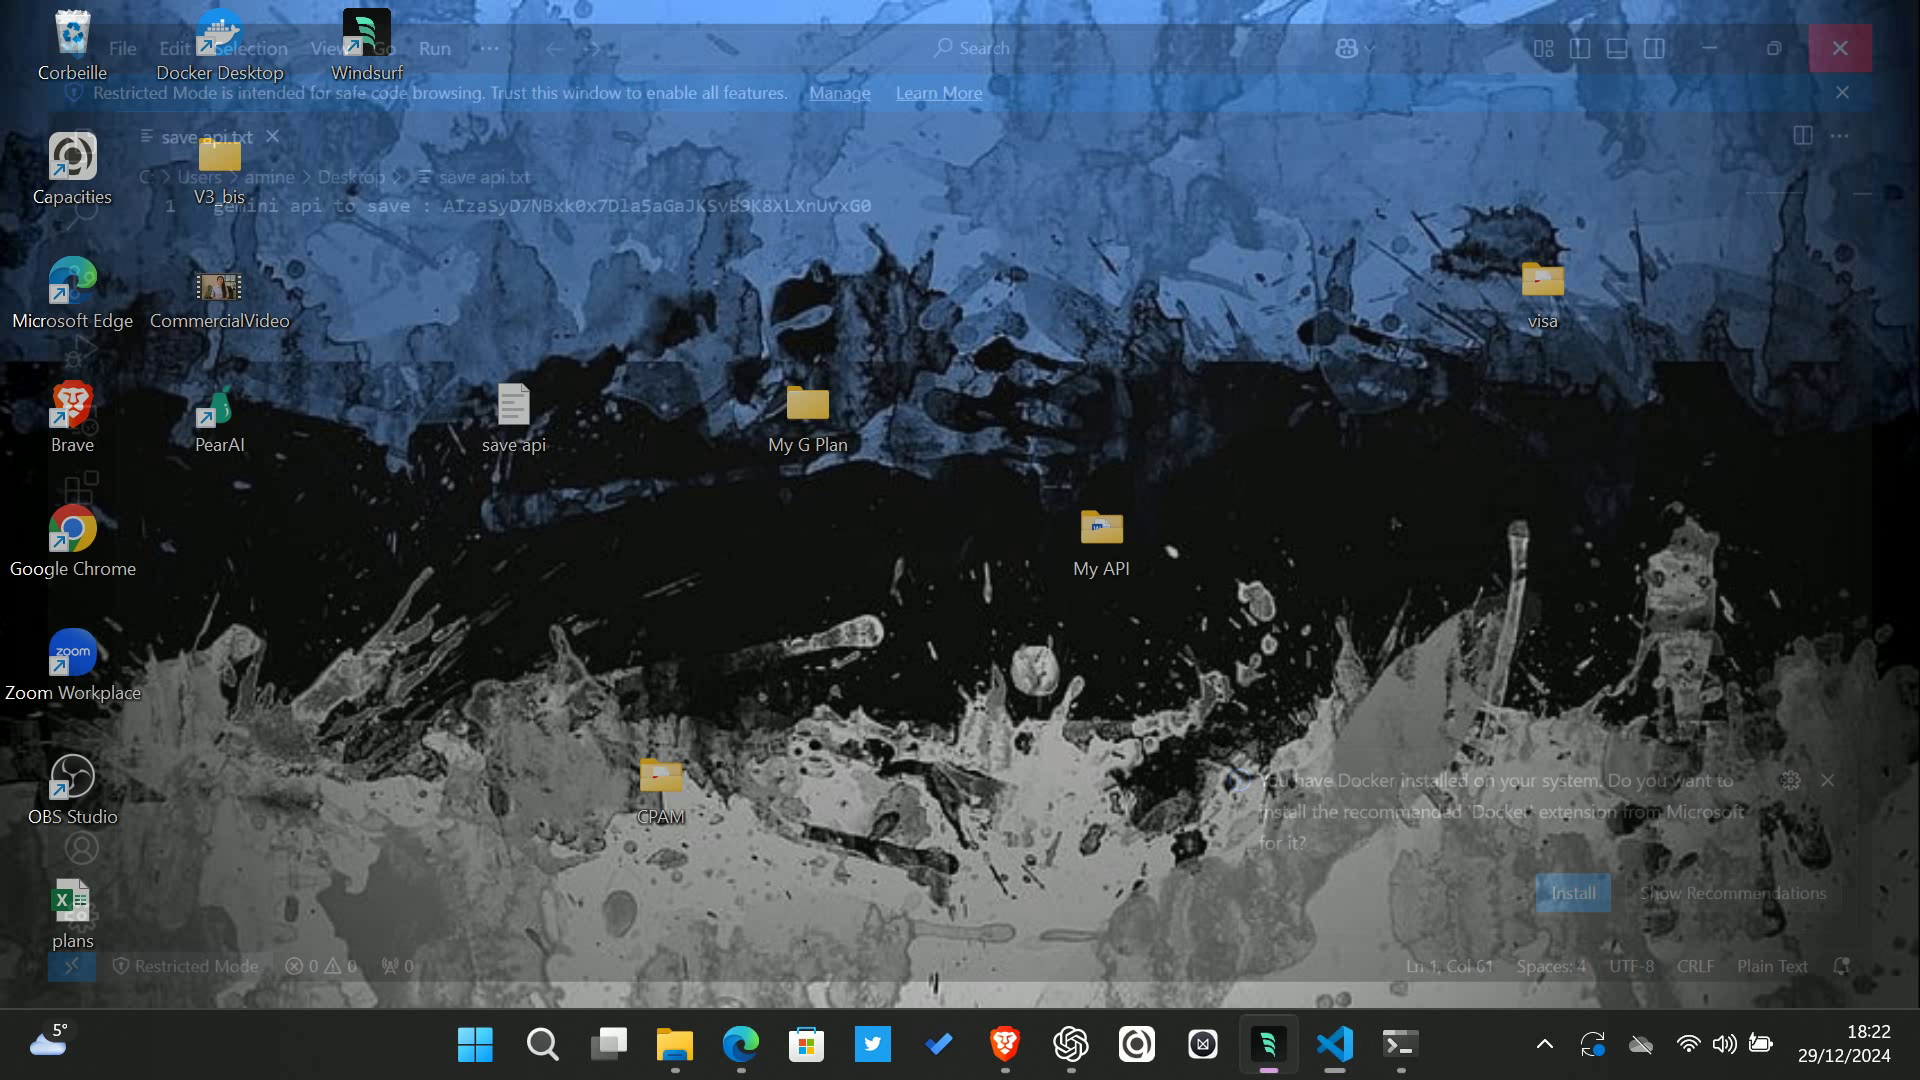 File Edit Selection View Go Run ···
Search
Corbeille
Docker Desktop
Windsurf
Restricted Mode is intended for safe code browsing. Trust this window to enable all features. Manage Learn More
save api.txt
C: > Users > amine > Desktop > save api.txt
1 gemini api to save : AIzaSyD7NBxk0x7Dla5aGaJKSvB9K8XLXnUvxG0
Capacities
V3_bis
Microsoft Edge
CommercialVideo
visa
Brave
PearAI
save api
My G Plan
Google Chrome
My API
zoom
Zoom Workplace
OBS Studio
CPAM
You have Docker installed on your system. Do you want to
install the recommended `Docker` extension from Microsoft
for it?
Install
Show Recommendations
plans
Restricted Mode
0 0
0
Ln 1, Col 61
Spaces: 4
UTF-8
CRLF
Plain Text
5°
18:22
29/12/2024